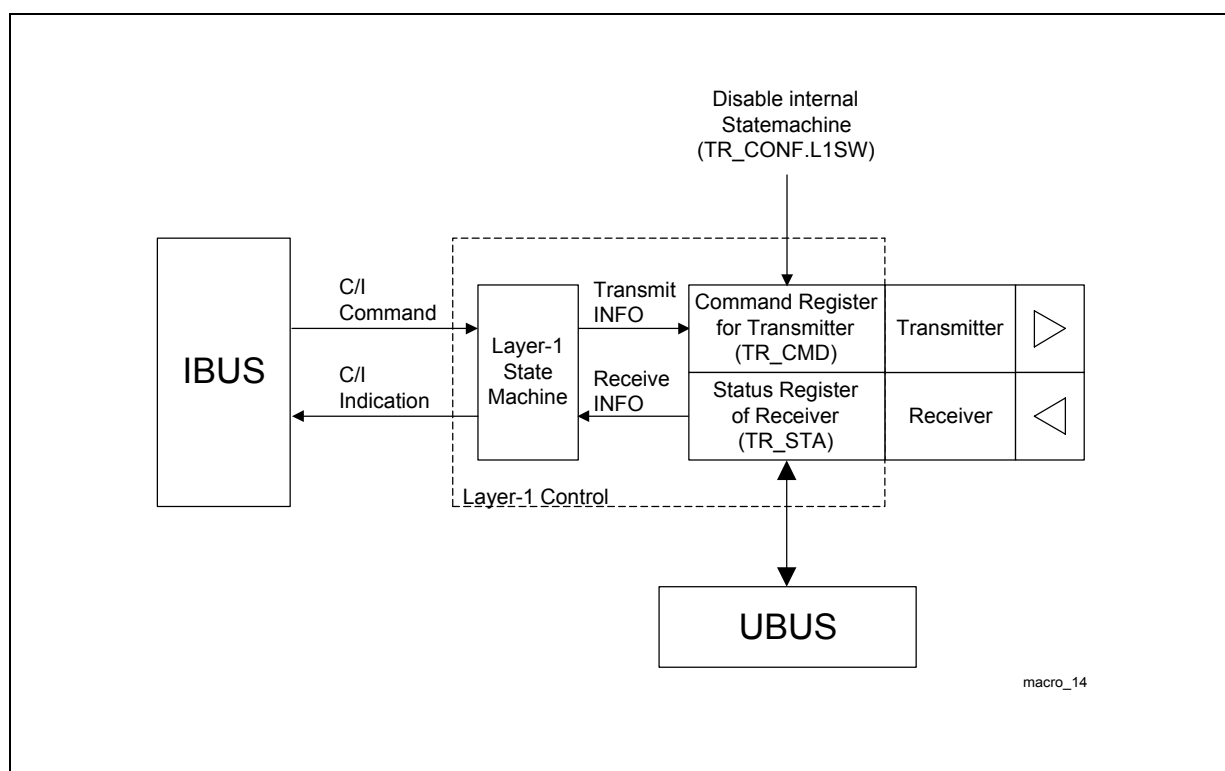 Disable internal
Statemachine
(TR_CONF.L1SW)
IBUS
C/I
Command
C/I
Indication
Layer-1
State
Machine
Transmit
INFO
Receive
INFO
Command Register
for Transmitter
(TR_CMD)
Transmitter
Status Register
of Receiver
(TR_STA)
Receiver
Layer-1 Control
UBUS
macro_14